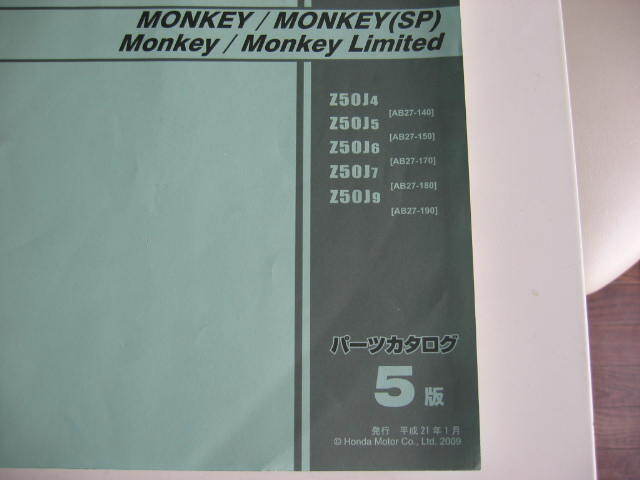 MONKEY / MONKEY(SP)
Monkey / Monkey Limited
Z50J4
[AB27-140]
Z50J5
[AB27-150]
Z50J6
[AB27-170]
Z50J7
[AB27-180]
Z50J9
[AB27-190]
パーツカタログ
5版
発行 平成21年1月
© Honda Motor Co., Ltd. 2009